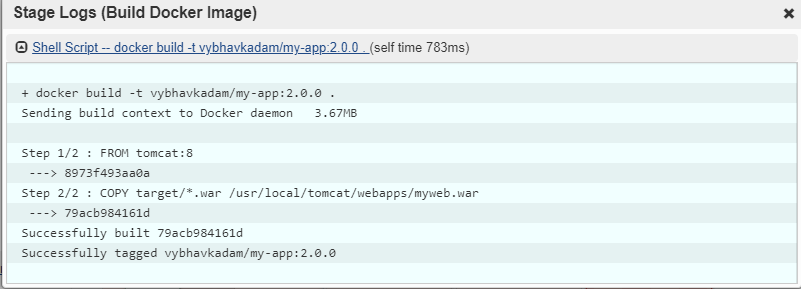 Stage Logs (Build Docker Image)
Shell Script -- docker build -t vybhavkadam/my-app:2.0.0 . (self time 783ms)
+ docker build -t vybhavkadam/my-app:2.0.0 .
Sending build context to Docker daemon 3.67MB
Step 1/2 : FROM tomcat:8
---> 8973f493aa0a
Step 2/2 : COPY target/*.war /usr/local/tomcat/webapps/myweb.war
---> 79acb984161d
Successfully built 79acb984161d
Successfully tagged vybhavkadam/my-app:2.0.0